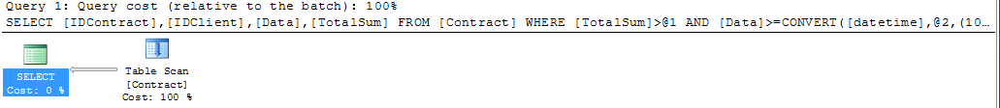 Query 1: Query cost (relative to the batch): 100%
SELECT [IDContract],[IDClient],[Data],[TotalSum] FROM [Contract] WHERE [TotalSum]>@1 AND [Data]>=CONVERT([datetime],@2,(10…
SELECT
Cost: 0 %
Table Scan
[Contract]
Cost: 100 %